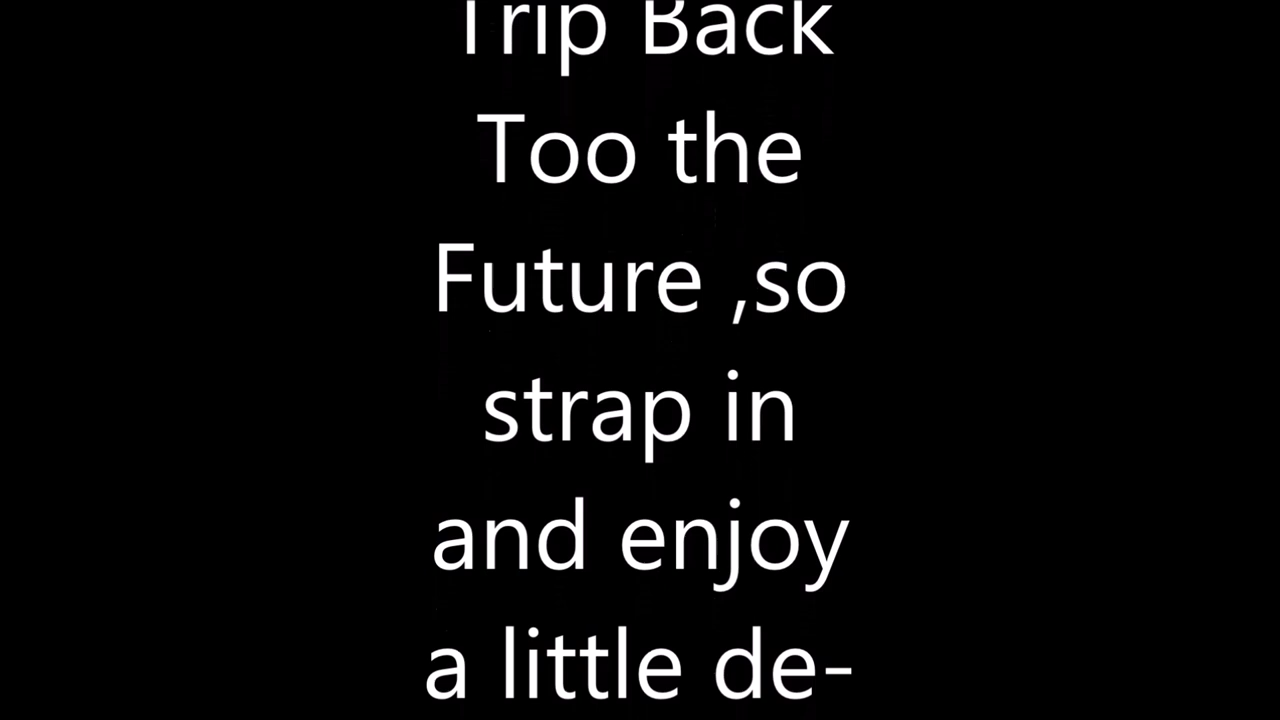 Trip Back
Too the
Future ,so
strap in
and enjoy
a little de-